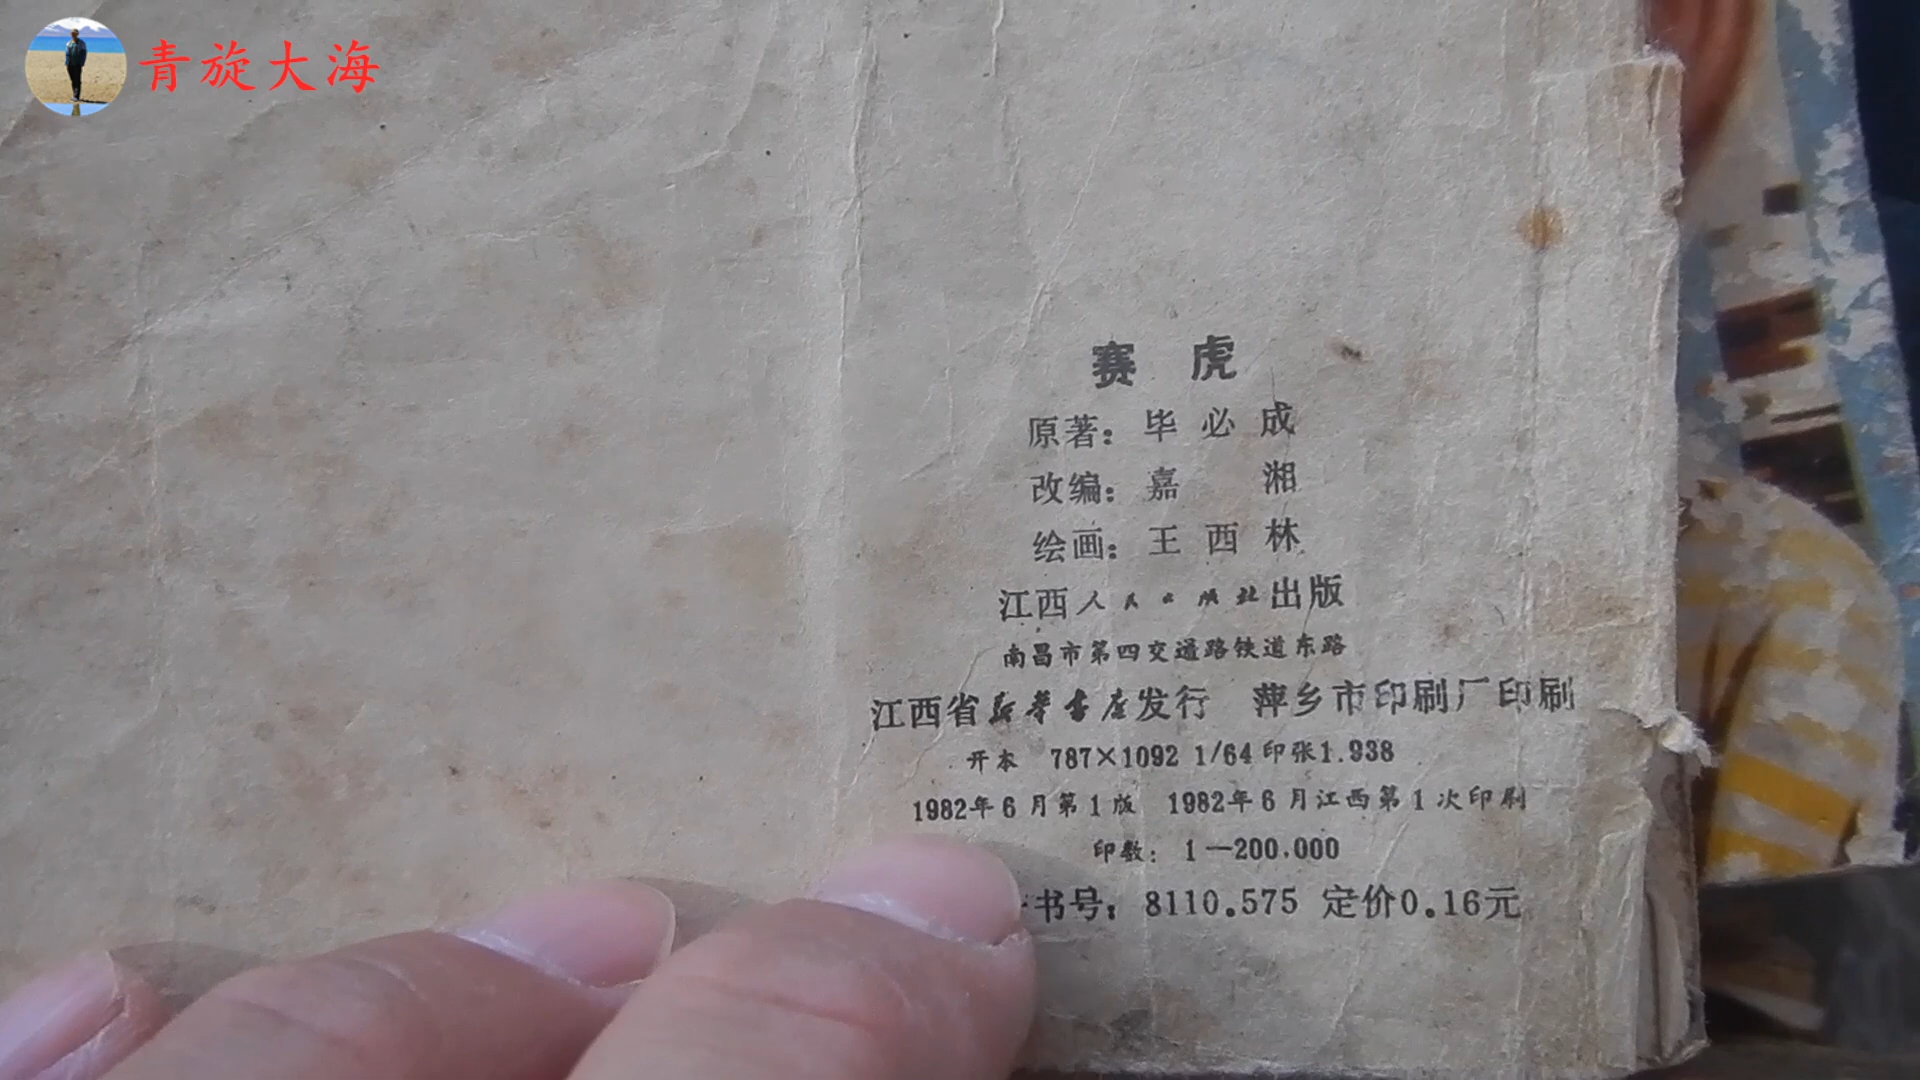 青旋大海
赛虎
原著：毕必成
改编：嘉湘
绘画：王西林
江西人民出版社出版
南昌市第四交通路铁道东路
江西省新华书店发行 萍乡市印刷厂印刷
开本 787×1092 1/64 印张1.938
1982年6月第1版 1982年6月江西第1次印刷
印数：1—200,000
书号：8110.575 定价0.16元